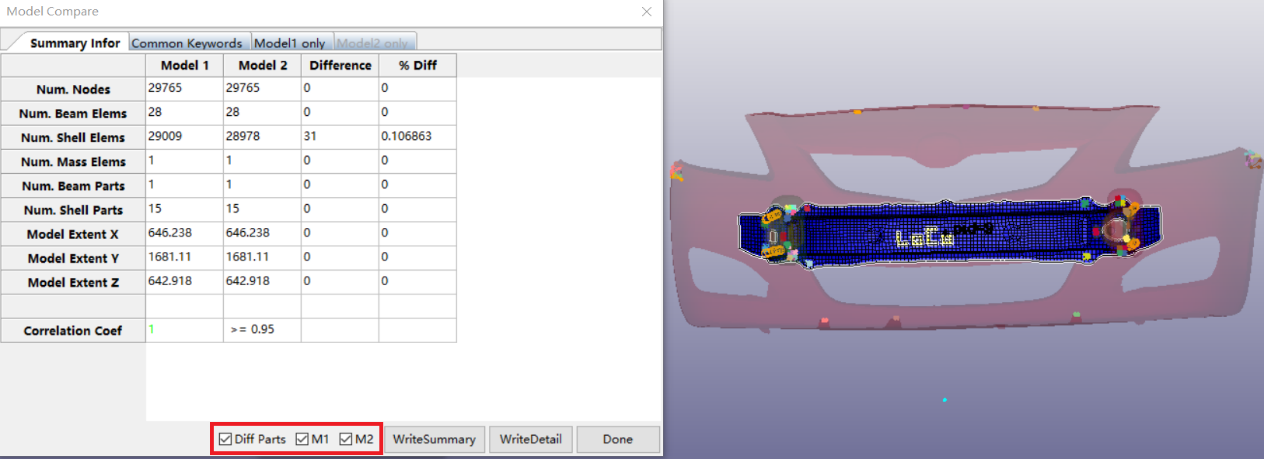 Model Compare
Summary Infor Common Keywords Model1 only Model2 only
Model 1 Model 2 Difference % Diff
Num. Nodes 29765 29765 0 0
Num. Beam Elems 28 28 0 0
Num. Shell Elems 29009 28978 31 0.106863
Num. Mass Elems 1 1 0 0
Num. Beam Parts 1 1 0 0
Num. Shell Parts 15 15 0 0
Model Extent X 646.238 646.238 0 0
Model Extent Y 1681.11 1681.11 0 0
Model Extent Z 642.918 642.918 0 0
Correlation Coef 1 >= 0.95
Diff Parts M1 M2 WriteSummary WriteDetail Done